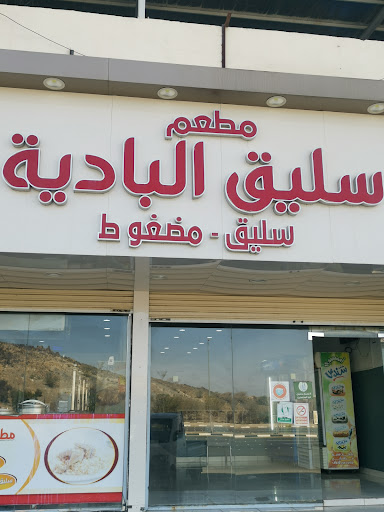 مطعم
سليق البادية
سليق - مضغوط